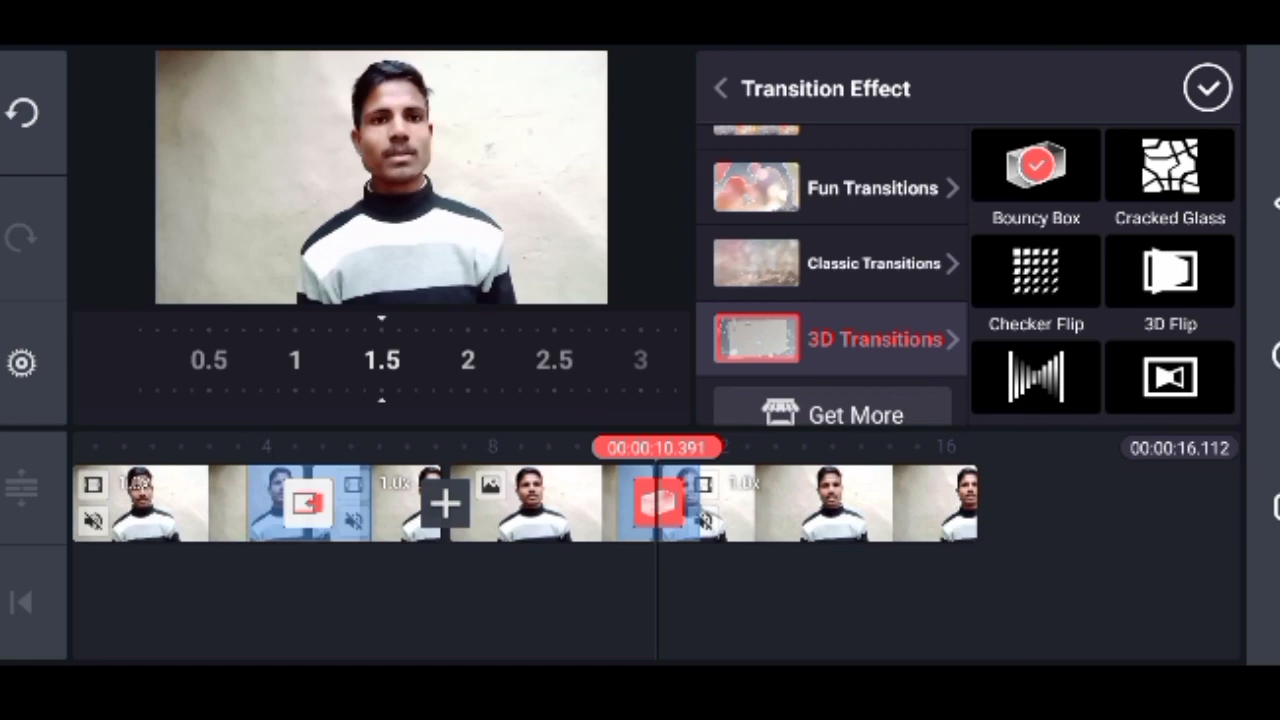 Transition Effect
Fun Transitions
Classic Transitions
3D Transitions
Get More
Bouncy Box
Cracked Glass
Checker Flip
3D Flip
0.5 1 1.5 2 2.5 3
4 8 00:00:10.391 16 00:00:16.112
1.0x 1.0x 1.0x